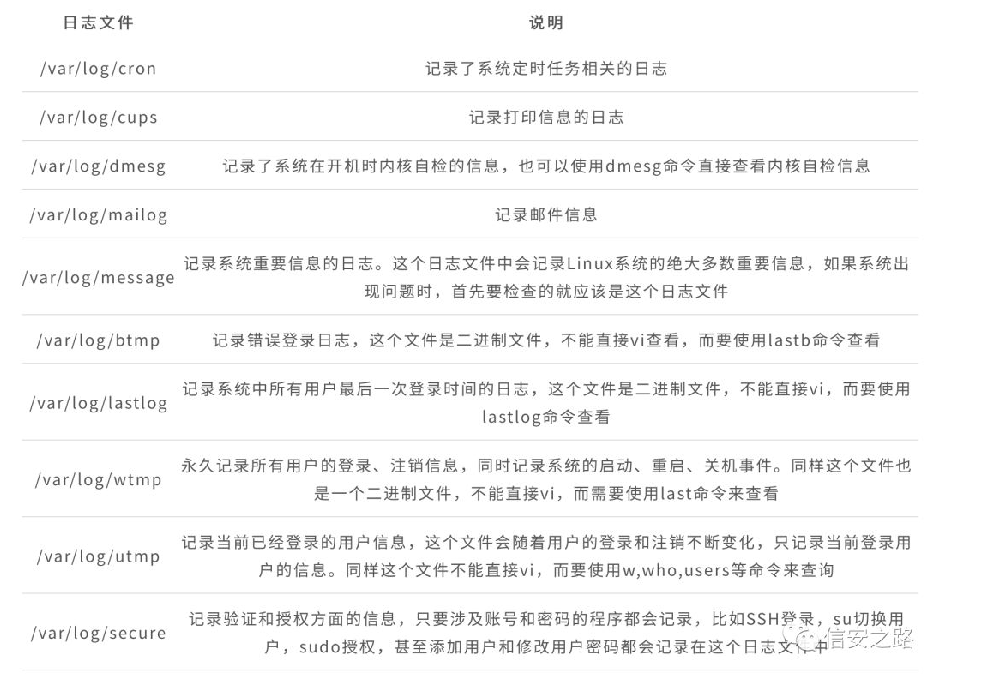 日志文件 说明
/var/log/cron 记录了系统定时任务相关的日志
/var/log/cups 记录打印信息的日志
/var/log/dmesg 记录了系统在开机时内核自检的信息，也可以使用dmesg命令直接查看内核自检信息
/var/log/mailog 记录邮件信息
/var/log/message 记录系统重要信息的日志。这个日志文件中会记录Linux系统的绝大多数重要信息，如果系统出
现问题时，首先要检查的就应该是这个日志文件
/var/log/btmp 记录错误登录日志，这个文件是二进制文件，不能直接vi查看，而要使用lastb命令查看
/var/log/lastlog 记录系统中所有用户最后一次登录时间的日志，这个文件是二进制文件，不能直接vi，而要使用
lastlog命令查看
/var/log/wtmp 永久记录所有用户的登录、注销信息，同时记录系统的启动、重启、关机事件。同样这个文件也
是一个二进制文件，不能直接vi，而需要使用last命令来查看
/var/log/utmp 记录当前已经登录的用户信息，这个文件会随着用户的登录和注销不断变化，只记录当前登录用
户的信息。同样这个文件不能直接vi，而要使用w,who,users等命令来查询
/var/log/secure 记录验证和授权方面的信息，只要涉及账号和密码的程序都会记录，比如SSH登录，su切换用
户，sudo授权，甚至添加用户和修改用户密码都会记录在这个日志文件中
信安之路